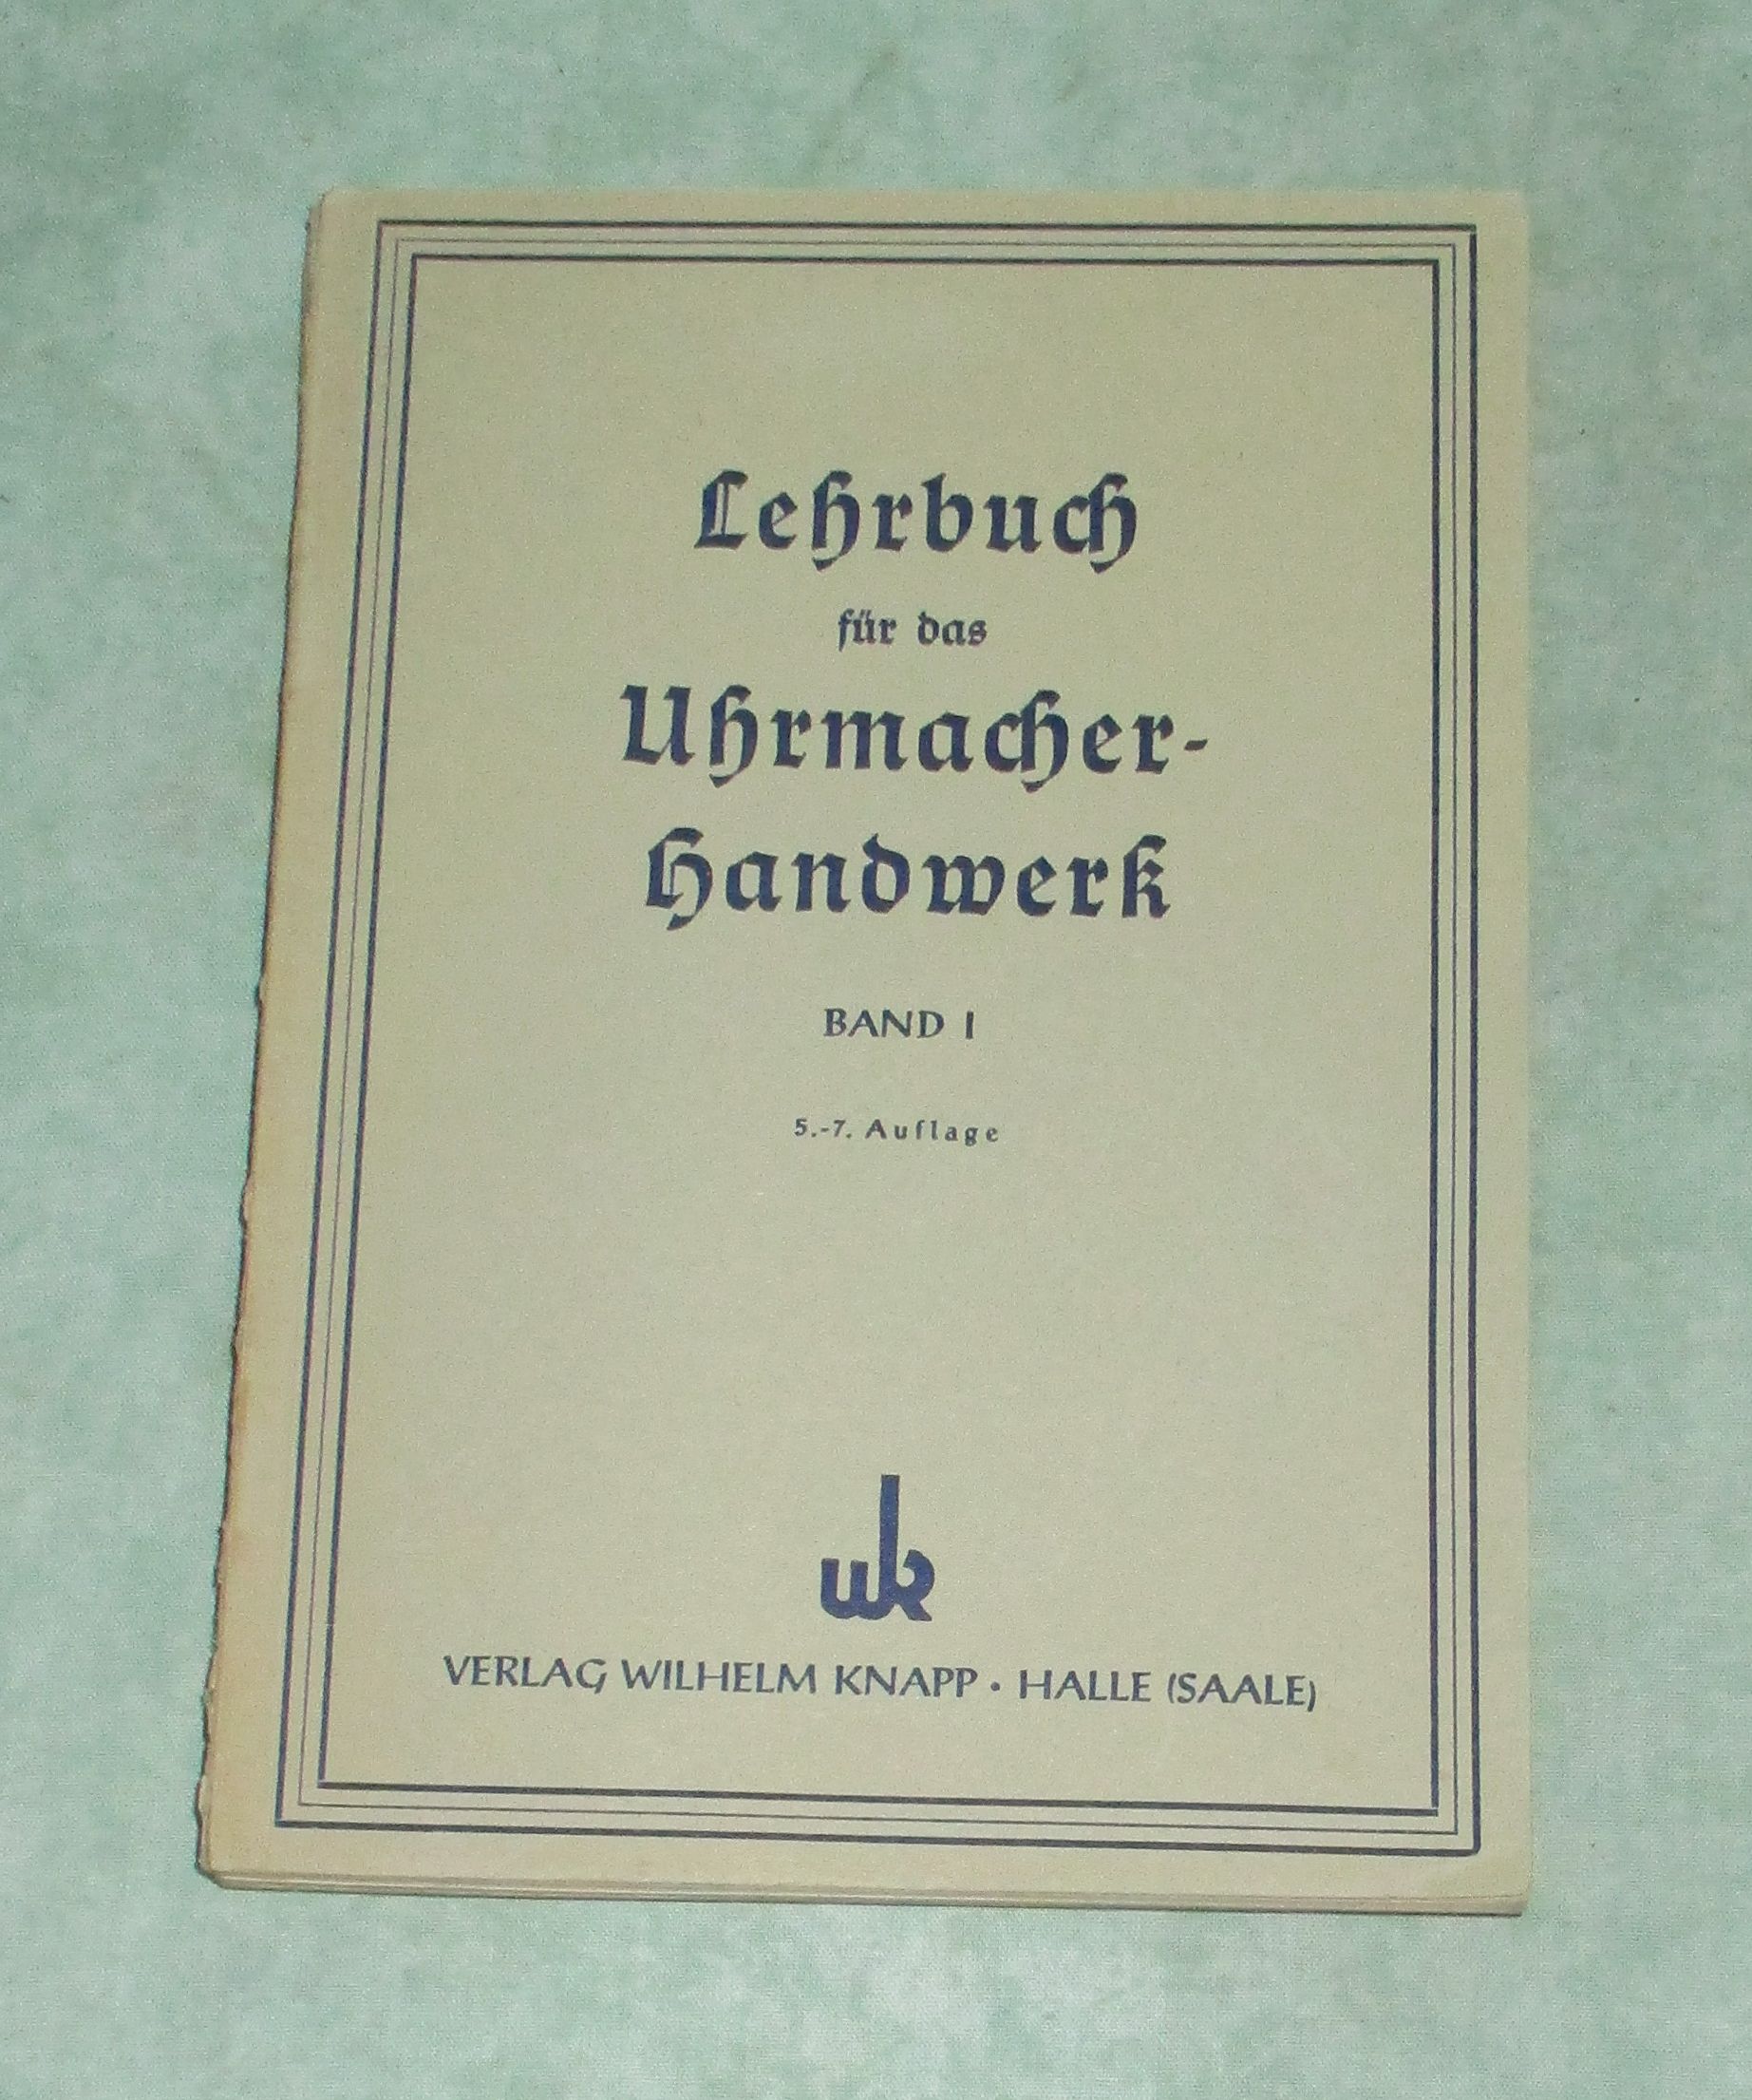 Lehrbuch
für das
Uhrmacher-
Handwerk
BAND I
5.-7. Auflage
wk
VERLAG WILHELM KNAPP · HALLE (SAALE)